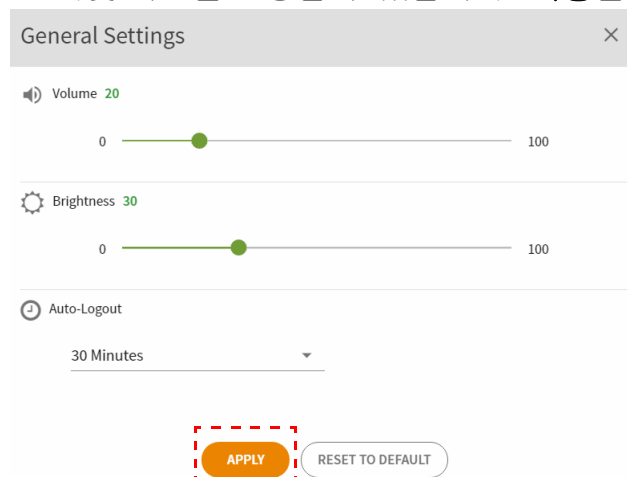 General Settings
Volume 20
0 100
Brightness 30
0 100
Auto-Logout
30 Minutes
APPLY RESET TO DEFAULT